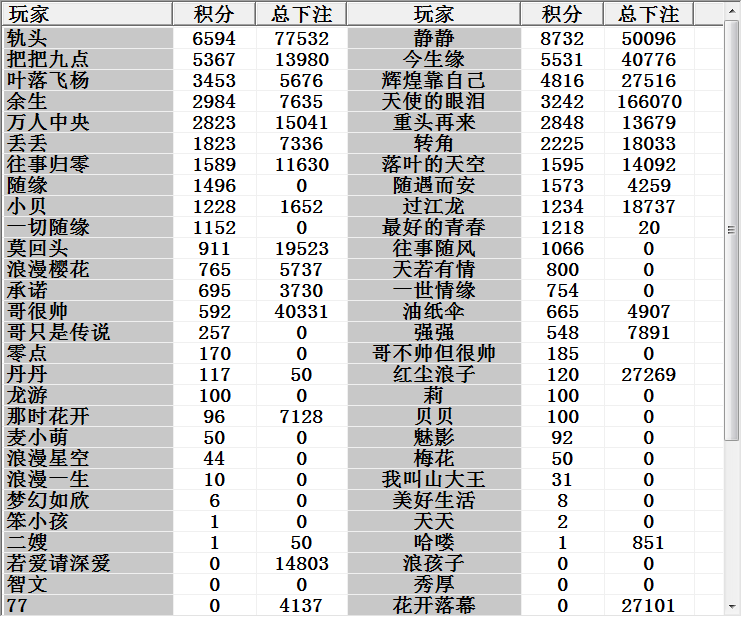 玩家 积分 总下注 玩家 积分 总下注
轨头 6594 77532 静静 8732 50096
把把九点 5367 13980 今生缘 5531 40776
叶落飞杨 3453 5676 辉煌靠自己 4816 27516
余生 2984 7635 天使的眼泪 3242 166070
万人中央 2823 15041 重头再来 2848 13679
丢丢 1823 7336 转角 2225 18033
往事归零 1589 11630 落叶的天空 1595 14092
随缘 1496 0 随遇而安 1573 4259
小贝 1228 1652 过江龙 1234 18737
一切随缘 1152 0 最好的青春 1218 20
莫回头 911 19523 往事随风 1066 0
浪漫樱花 765 5737 天若有情 800 0
承诺 695 3730 一世情缘 754 0
哥很帅 592 40331 油纸伞 665 4907
哥只是传说 257 0 强强 548 7891
零点 170 0 哥不帅但很帅 185 0
丹丹 117 50 红尘浪子 120 27269
龙游 100 0 莉 100 0
那时花开 96 7128 贝贝 100 0
麦小萌 50 0 魅影 92 0
浪漫星空 44 0 梅花 50 0
浪漫一生 10 0 我叫山大王 31 0
梦幻如欣 6 0 美好生活 8 0
笨小孩 1 0 天天 2 0
二嫂 1 50 哈喽 1 851
若爱请深爱 0 14803 浪孩子 0 0
智文 0 0 秀厚 0 0
77 0 4137 花开落幕 0 27101